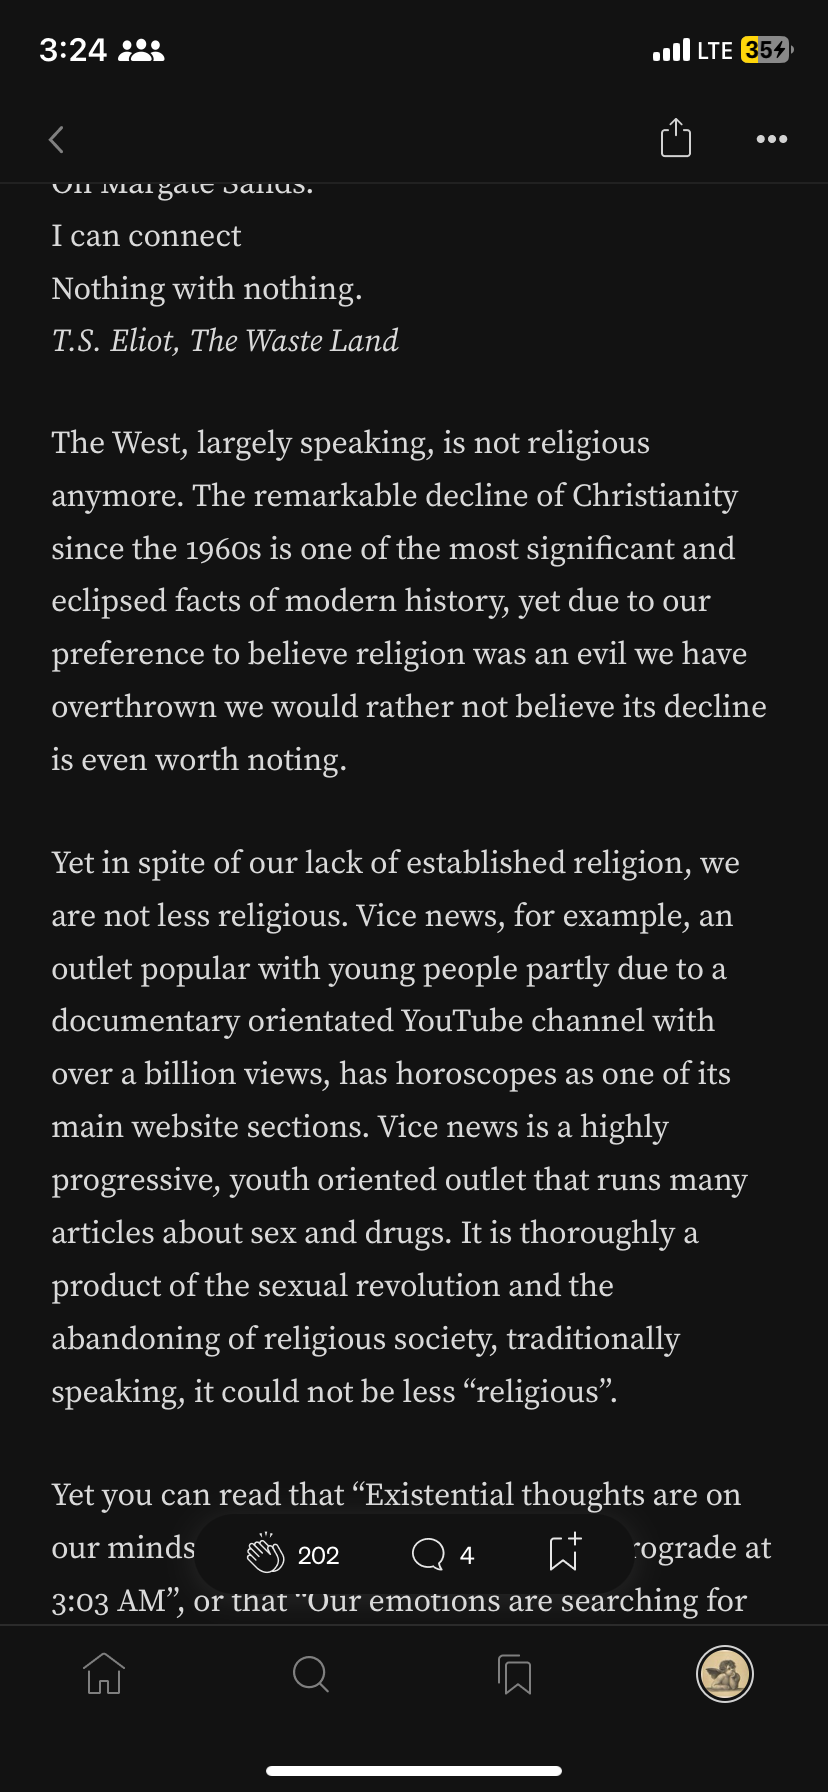 3:24
LTE 35
On Margate Sands.
I can connect
Nothing with nothing.
T.S. Eliot, The Waste Land
The West, largely speaking, is not religious
anymore. The remarkable decline of Christianity
since the 1960s is one of the most significant and
eclipsed facts of modern history, yet due to our
preference to believe religion was an evil we have
overthrown we would rather not believe its decline
is even worth noting.
Yet in spite of our lack of established religion, we
are not less religious. Vice news, for example, an
outlet popular with young people partly due to a
documentary orientated YouTube channel with
over a billion views, has horoscopes as one of its
main website sections. Vice news is a highly
progressive, youth oriented outlet that runs many
articles about sex and drugs. It is thoroughly a
product of the sexual revolution and the
abandoning of religious society, traditionally
speaking, it could not be less “religious”.
Yet you can read that “Existential thoughts are on
our minds rograde at
202
4
3:03 AM”, or that “Our emotions are searching for